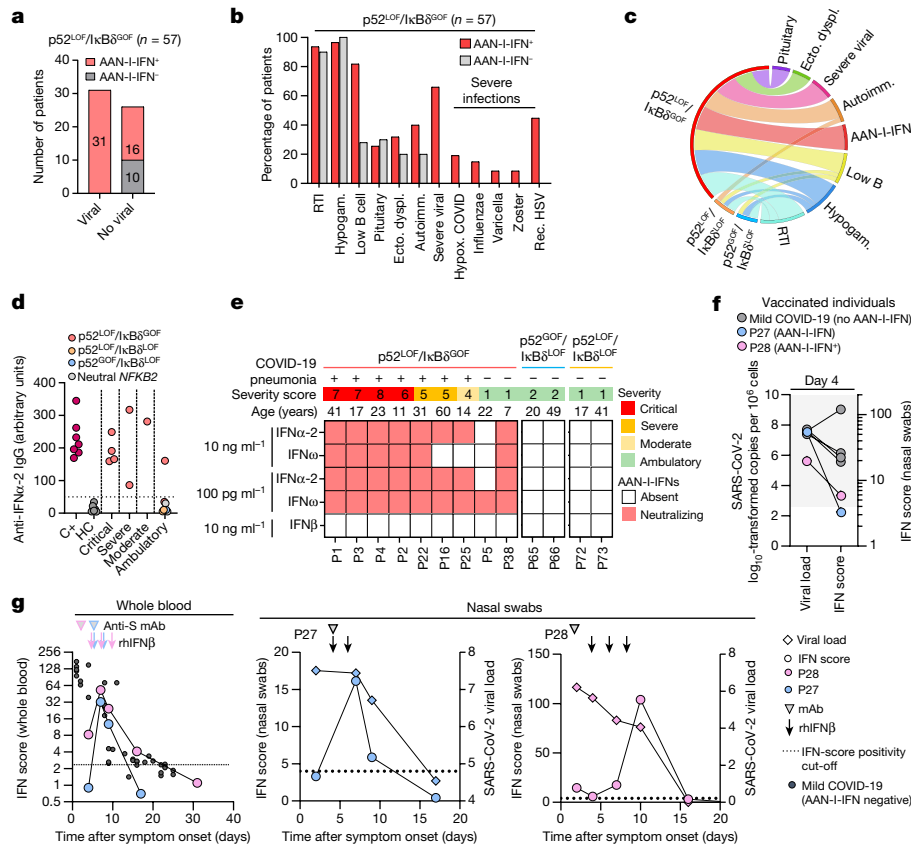 a
p52LOF/IκBδGOF (n = 57)
AAN-I-IFN+
AAN-I-IFN−
Number of patients
40
30
20
10
0
31
16
10
Viral
No viral
b
p52LOF/IκBδGOF (n = 57)
AAN-I-IFN+
AAN-I-IFN−
Severe
infections
Percentage of patients
100
80
60
40
20
0
RTI
Hypogam.
Low B cell
Pituitary
Ecto. dyspl.
Autoimm.
Severe viral
Hypox. COVID
Influenzae
Varicella
Zoster
Rec. HSV
c
p52LOF/
IκBδGOF
Pituitary
Ecto. dyspl.
Severe viral
Autoimm.
AAN-I-IFN
Low B
Hypogam.
RTI
p52GOF/
IκBδLOF
p52LOF/
IκBδLOF
d
p52LOF/IκBδGOF
p52LOF/IκBδLOF
p52GOF/IκBδLOF
Neutral NFKB2
Anti-IFNα-2 IgG (arbitrary units)
400
300
200
100
50
0
C+
HC
Critical
Severe
Moderate
Ambulatory
e
p52LOF/IκBδGOF
p52GOF/
IκBδLOF
p52LOF/
IκBδLOF
COVID-19
pneumonia
+ + + + + + + − − − − − −
Severity score
7 7 8 6 5 5 4 1 1 2 2 1 1
Age (years)
41 17 23 11 31 60 14 22 7 20 49 17 41
10 ng ml−1
IFNα-2
IFNω
100 pg ml−1
IFNα-2
IFNω
10 ng ml−1
IFNβ
P1 P3 P4 P2 P22 P16 P25 P5 P38 P65 P66 P72 P73
Severity
Critical
Severe
Moderate
Ambulatory
AAN-I-IFNs
Absent
Neutralizing
f
Vaccinated individuals
Mild COVID-19 (no AAN-I-IFN)
P27 (AAN-IFN)
P28 (AAN-I-IFN+)
Day 4
SARS-CoV-2
log10-transformed copies per 106 cells
10
8
6
4
2
0
100
10
1
IFN score (nasal swabs)
Viral load
IFN score
g
Whole blood
Anti-S mAb
rhIFNβ
IFN score (whole blood)
256
128
64
32
16
8
4
2
1
0.5
0 10 20 30 40
Time after symptom onset (days)
Nasal swabs
P27
IFN score (nasal swabs)
20
15
10
5
0
8
7
6
5
4
SARS-CoV-2 viral load
0 5 10 15 20
Time after symptom onset (days)
P28
IFN score (nasal swabs)
150
100
50
0
8
6
4
2
0
SARS-CoV-2 viral load
0 5 10 15 20
Time after symptom onset (days)
Viral load
IFN score
P28
P27
mAb
rhIFNβ
IFN-score positivity
cut-off
Mild COVID-19
(AAN-I-IFN negative)